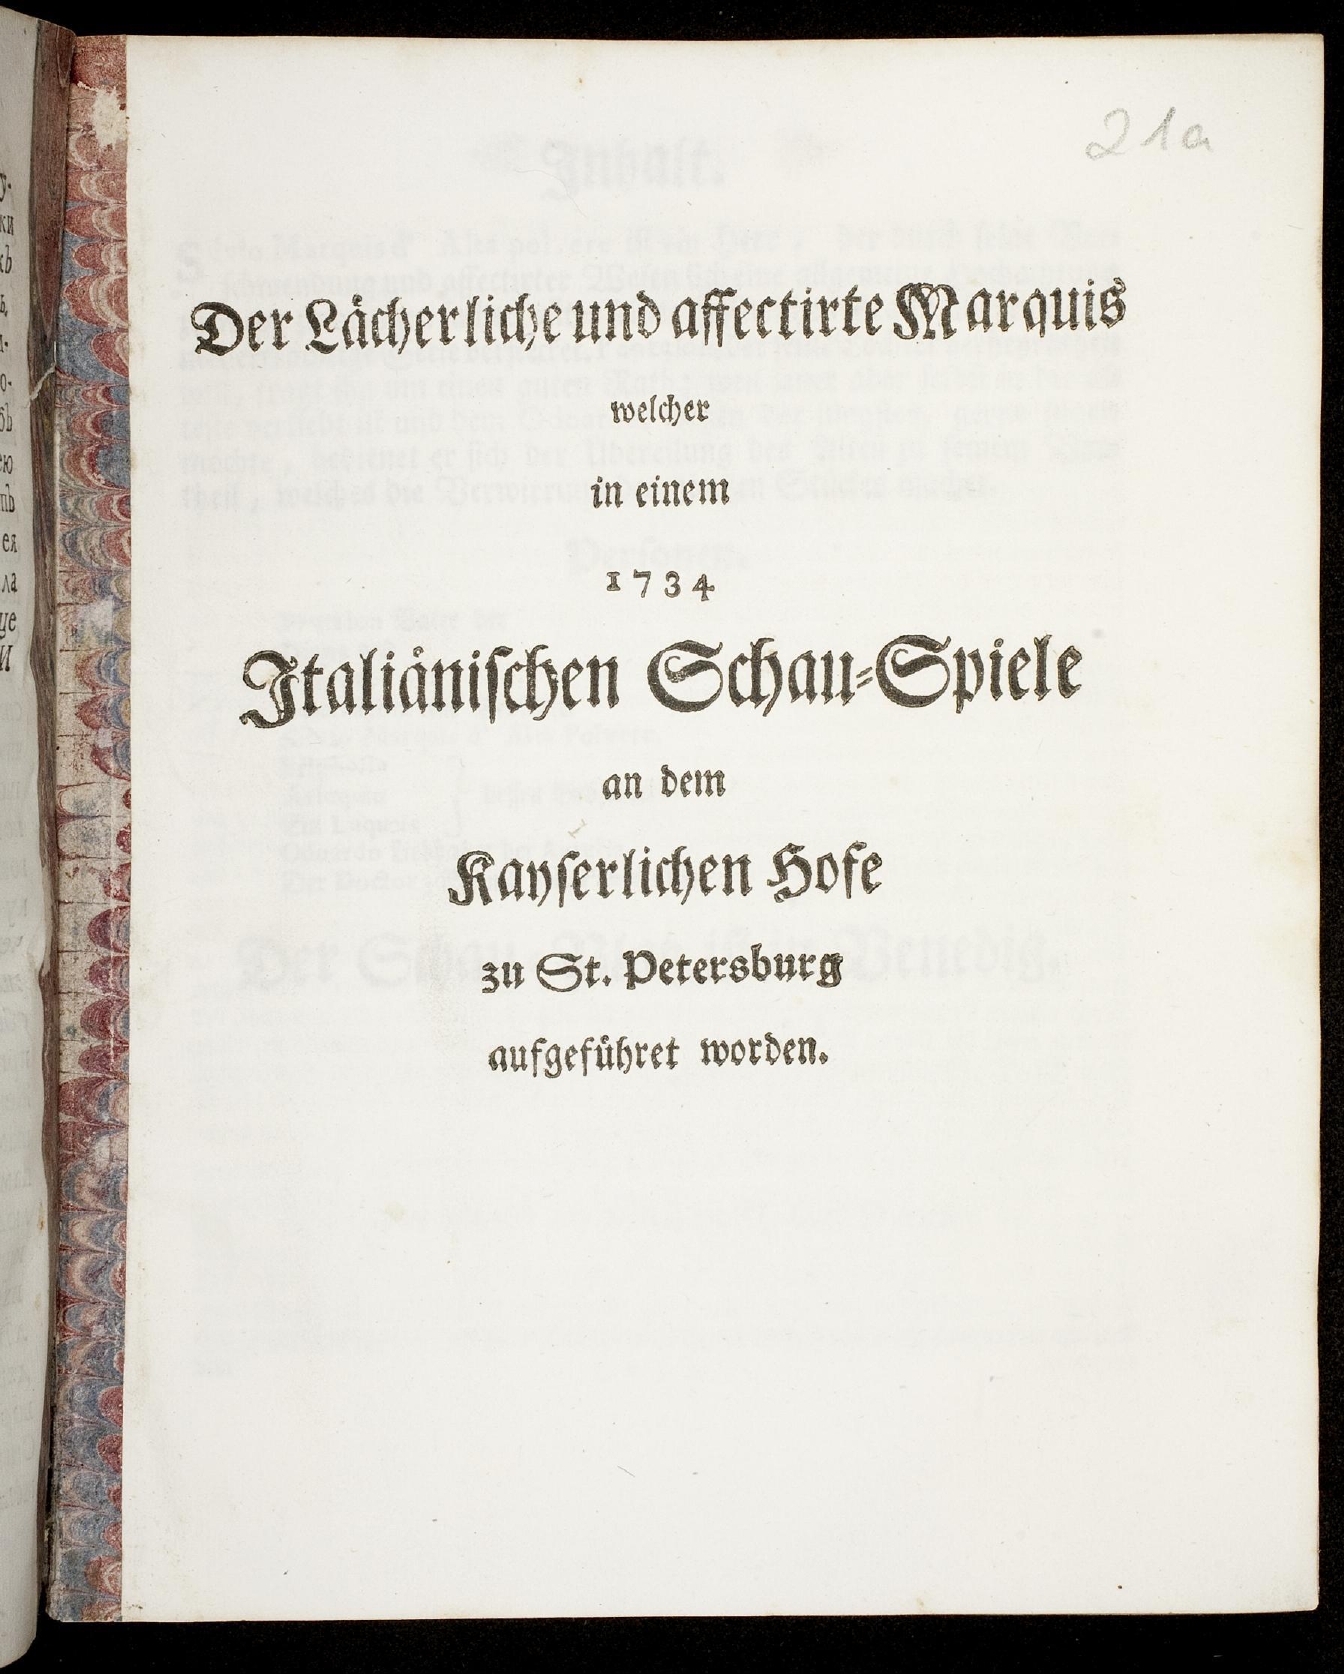 21a
Der Lächerliche und affectirte Marquis
welcher
in einem
1734
Italiänischen Schau-Spiele
an dem
Kayserlichen Hofe
zu St. Petersburg
aufgeführet worden.